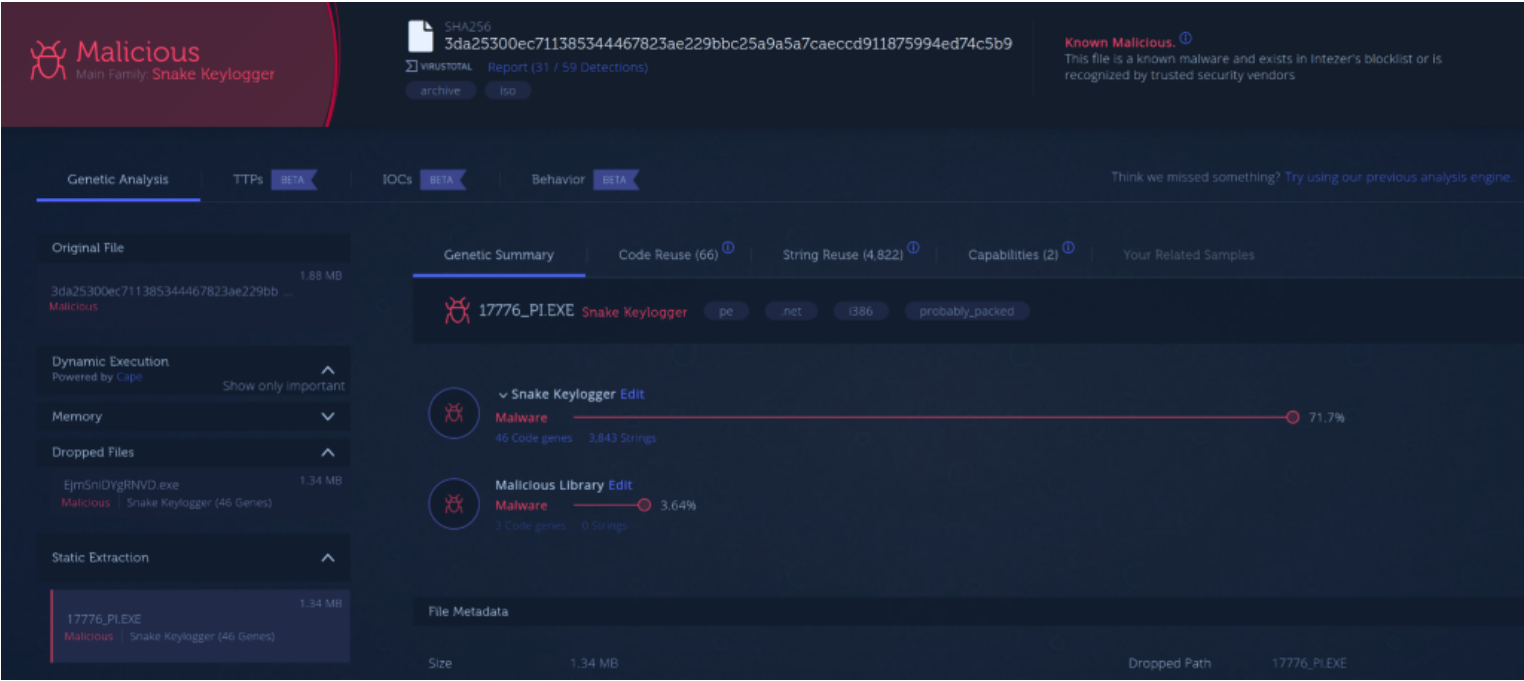 Malicious
Main Family: Snake Keylogger
SHA256
3da25300ec711385344467823ae229bbc25a9a5a7caeccd911875994ed74c5b9
VIRUSTOTAL Report (31 / 59 Detections)
archive iso
Known Malicious.
This file is a known malware and exists in Intezer's blocklist or is
recognized by trusted security vendors
Genetic Analysis TTPs BETA IOCs BETA Behavior BETA
Think we missed something? Try using our previous analysis engine.
Original File
1.88 MB
3da25300ec711385344467823ae229bb ...
Malicious
Dynamic Execution
Powered by Cape
Show only important
Memory
Dropped Files
EjmSniDYgRNVD.exe 1.34 MB
Malicious Snake Keylogger (46 Genes)
Static Extraction
1.34 MB
17776_PI.EXE
Malicious Snake Keylogger (46 Genes)
Genetic Summary Code Reuse (66) String Reuse (4,822) Capabilities (2) Your Related Samples
17776_PI.EXE Snake Keylogger pe .net i386 probably_packed
Snake Keylogger Edit
Malware 71.7%
46 Code genes 3,843 Strings
Malicious Library Edit
Malware 3.64%
3 Code genes 0 Strings
File Metadata
Size 1.34 MB Dropped Path 17776_PI.EXE